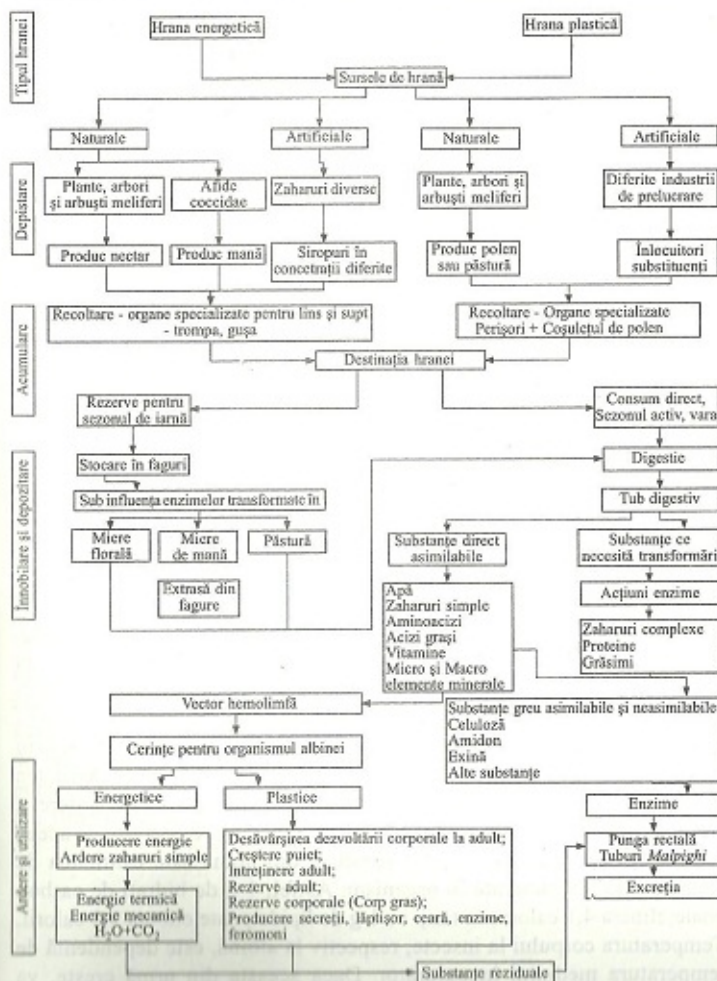 Tipul hranei
Hrana energetică
Hrana plastică
Sursele de hrană
Depistare
Naturale
Artificiale
Naturale
Artificiale
Plante, arbori
și arbuști meliferi
Afide
coccidae
Zaharuri diverse
Plante, arbori și
arbuști meliferi
Diferite industrii
de prelucrare
Produc nectar
Produc mană
Siropuri în
concetrații diferite
Produc polen
sau păstură
Înlocuitori
substituenți
Acumulare
Recoltare - organe specializate pentru lins și supt
- trompa, gușa
Recoltare - Organe specializate
Perișori + Coșulețul de polen
Destinația hranei
Rezerve pentru
sezonul de iarnă
Consum direct,
Sezonul activ, vara
Înnobilare și depozitare
Stocare în faguri
Digestie
Sub influența enzimelor transformate în
Tub digestiv
Miere
florală
Miere
de mană
Păstură
Substanțe direct
asimilabile
Substanțe ce
necesită transformări
Extrasă din
fagure
Apă
Zaharuri simple
Aminoacizi
Acizi grași
Vitamine
Micro și Macro
elemente minerale
Acțiuni enzime
Zaharuri complexe
Proteine
Grăsimi
Vector hemolimfă
Substanțe greu asimilabile și neasimilabile
Celuloză
Amidon
Exină
Alte substanțe
Cerințe pentru organismul albinei
Ardere și utilizare
Energetice
Plastice
Enzime
Producere energie
Ardere zaharuri simple
Desăvârșirea dezvoltării corporale la adult;
Creștere puiet;
Întreținere adult;
Rezerve adult;
Rezerve corporale (Corp gras);
Producere secreții, lăptișor, ceară, enzime,
feromoni
Punga rectală
Tuburi Malpighi
Energie termică
Energie mecanică
H₂O+CO₂
Excreția
Substanțe reziduale